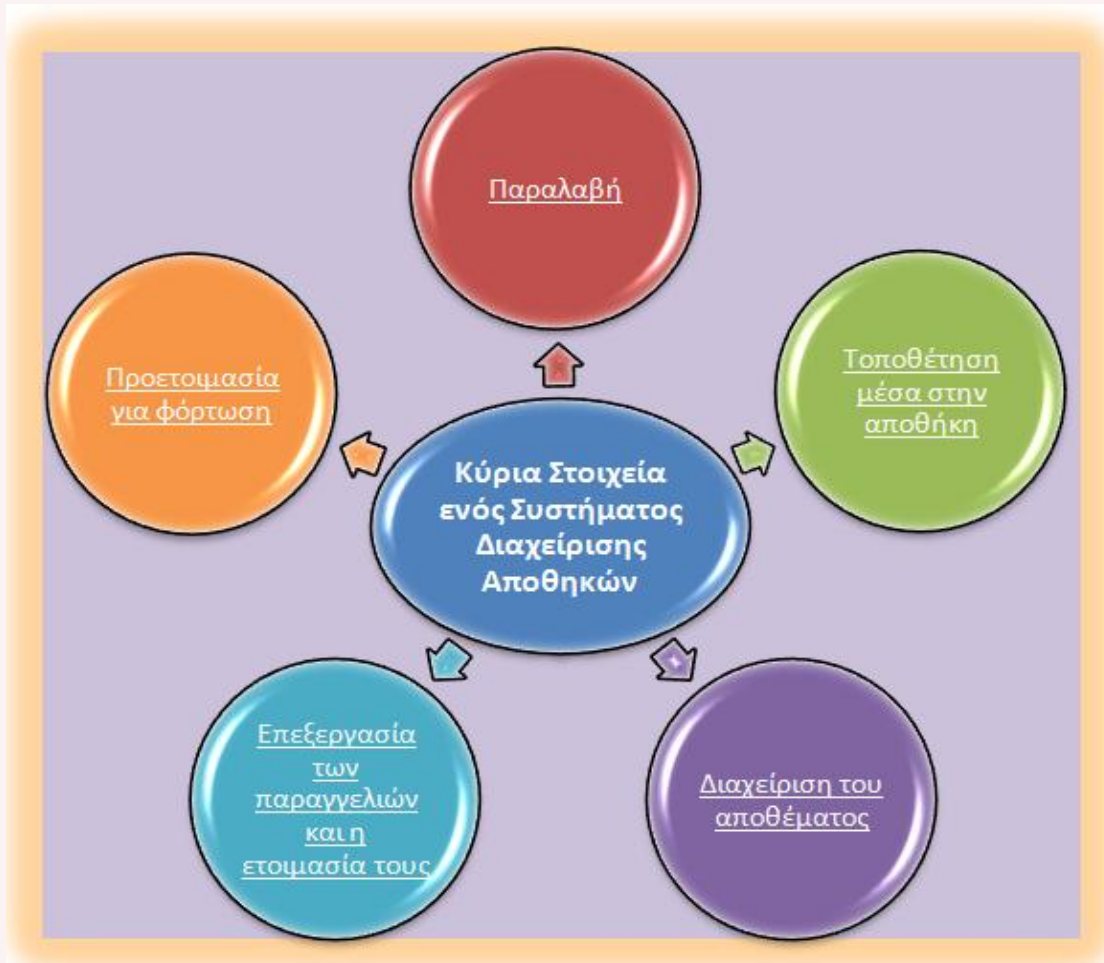 Παραλαβή
Τοποθέτηση
μέσα στην
αποθήκη
Διαχείριση του
αποθέματος
Επεξεργασία
των
παραγγελιών
και η
ετοιμασία τους
Προετοιμασία
για φόρτωση
Κύρια Στοιχεία
ενός Συστήματος
Διαχείρισης
Αποθηκών